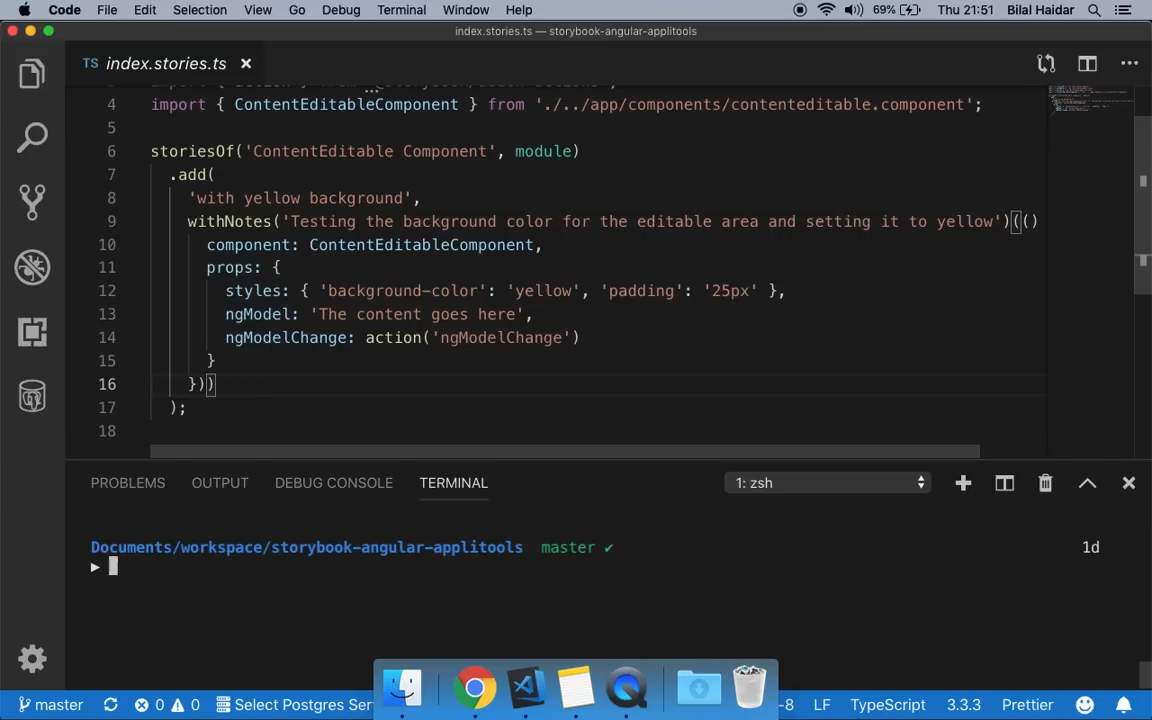 Code File Edit Selection View Go Debug Terminal Window Help 69% Thu 21:51 Bilal Haidar
index.stories.ts — storybook-angular-applitools
TS index.stories.ts
4 import { ContentEditableComponent } from './../app/components/contenteditable.component';
5
6 storiesOf('ContentEditable Component', module)
7 .add(
8 'with yellow background',
9 withNotes('Testing the background color for the editable area and setting it to yellow')(()
10 component: ContentEditableComponent,
11 props: {
12 styles: { 'background-color': 'yellow', 'padding': '25px' },
13 ngModel: 'The content goes here',
14 ngModelChange: action('ngModelChange')
15 }
16 }))
17 );
18
PROBLEMS OUTPUT DEBUG CONSOLE TERMINAL 1: zsh
Documents/workspace/storybook-angular-applitools master ✔ 1d
master 0 0 Select Postgres Ser -8 LF TypeScript 3.3.3 Prettier